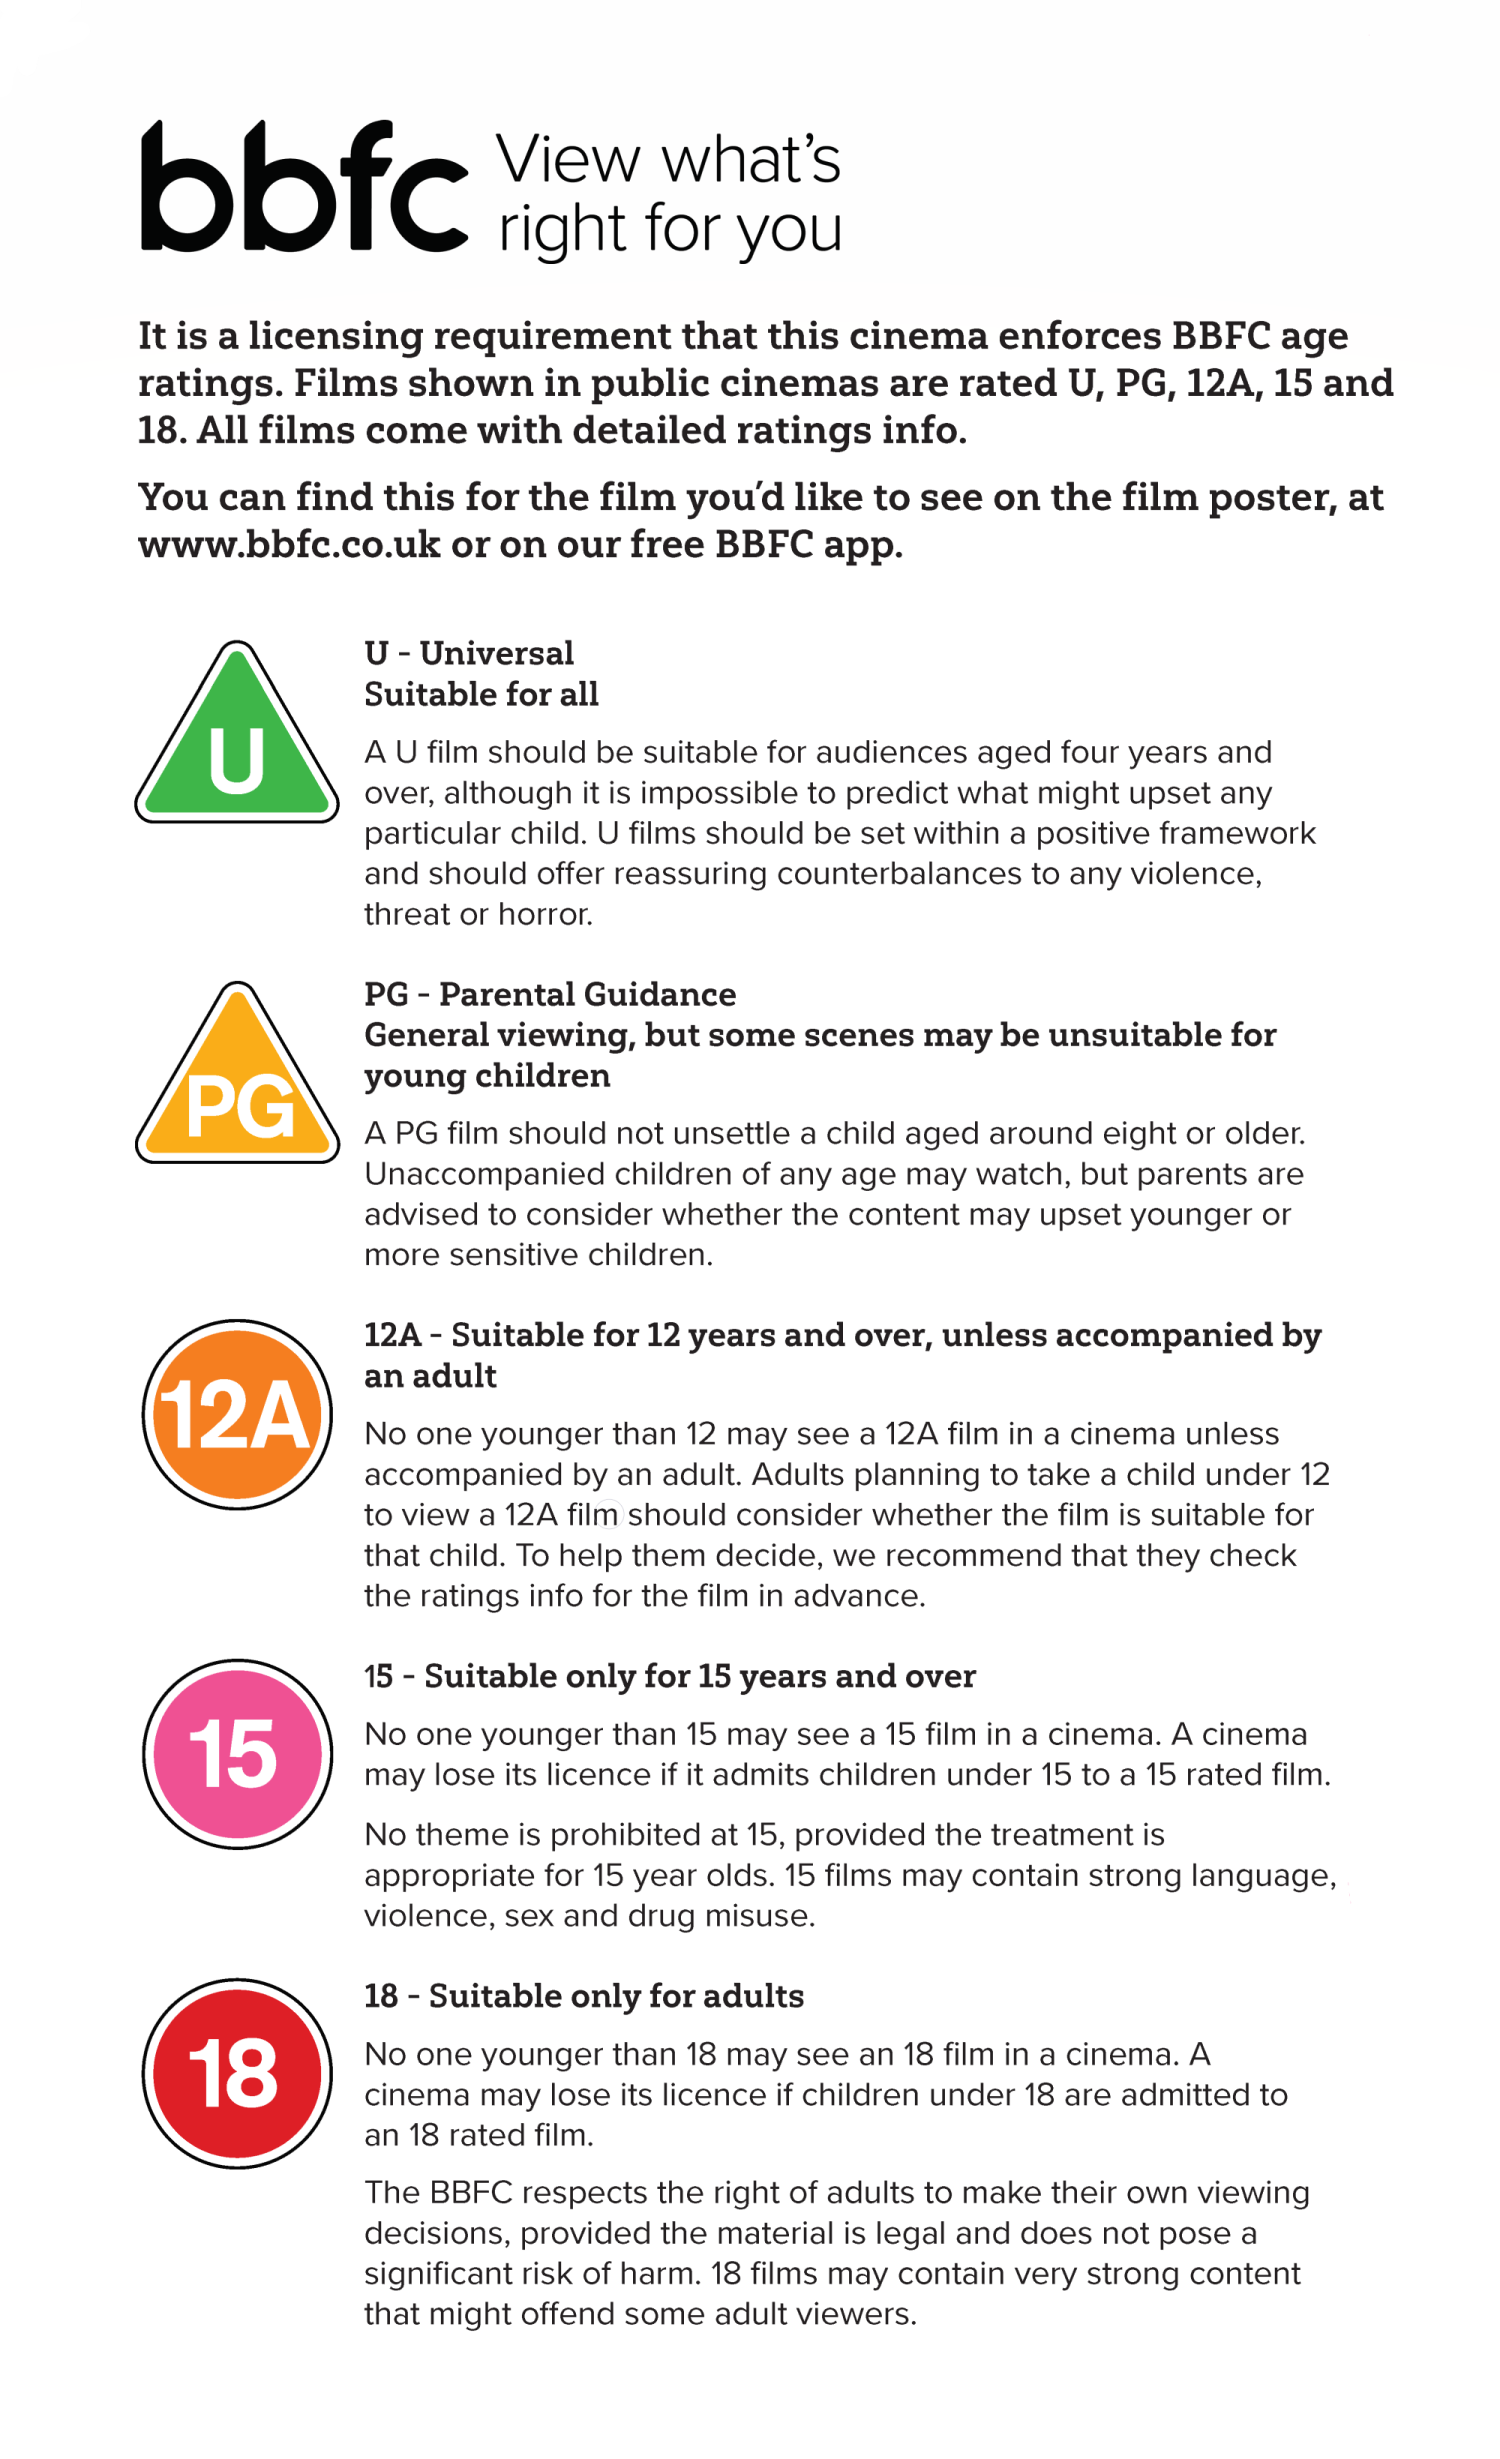 bbfc
View what's
right for you
It is a licensing requirement that this cinema enforces BBFC age
ratings. Films shown in public cinemas are rated U, PG, 12A, 15 and
18. All films come with detailed ratings info.
You can find this for the film you'd like to see on the film poster, at
www.bbfc.co.uk or on our free BBFC app.
U
U - Universal
Suitable for all
A U film should be suitable for audiences aged four years and
over, although it is impossible to predict what might upset any
particular child. U films should be set within a positive framework
and should offer reassuring counterbalances to any violence,
threat or horror.
PG
PG - Parental Guidance
General viewing, but some scenes may be unsuitable for
young children
A PG film should not unsettle a child aged around eight or older.
Unaccompanied children of any age may watch, but parents are
advised to consider whether the content may upset younger or
more sensitive children.
12A
12A - Suitable for 12 years and over, unless accompanied by
an adult
No one younger than 12 may see a 12A film in a cinema unless
accompanied by an adult. Adults planning to take a child under 12
to view a 12A film should consider whether the film is suitable for
that child. To help them decide, we recommend that they check
the ratings info for the film in advance.
15
15 - Suitable only for 15 years and over
No one younger than 15 may see a 15 film in a cinema. A cinema
may lose its licence if it admits children under 15 to a 15 rated film.
No theme is prohibited at 15, provided the treatment is
appropriate for 15 year olds. 15 films may contain strong language,
violence, sex and drug misuse.
18
18 - Suitable only for adults
No one younger than 18 may see an 18 film in a cinema. A
cinema may lose its licence if children under 18 are admitted to
an 18 rated film.
The BBFC respects the right of adults to make their own viewing
decisions, provided the material is legal and does not pose a
significant risk of harm. 18 films may contain very strong content
that might offend some adult viewers.